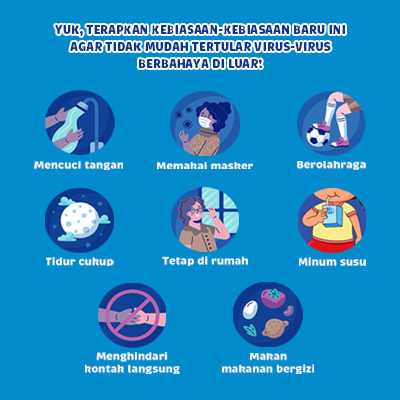 YUK, TERAPKAN KEBIASAAN-KEBIASAAN BARU INI
AGAR TIDAK MUDAH TERTULAR VIRUS-VIRUS
BERBAHAYA DI LUAR!
Mencuci tangan
Memakai masker
Berolahraga
Tidur cukup
Tetap di rumah
Minum susu
Menghindari
kontak langsung
Makan
makanan bergizi